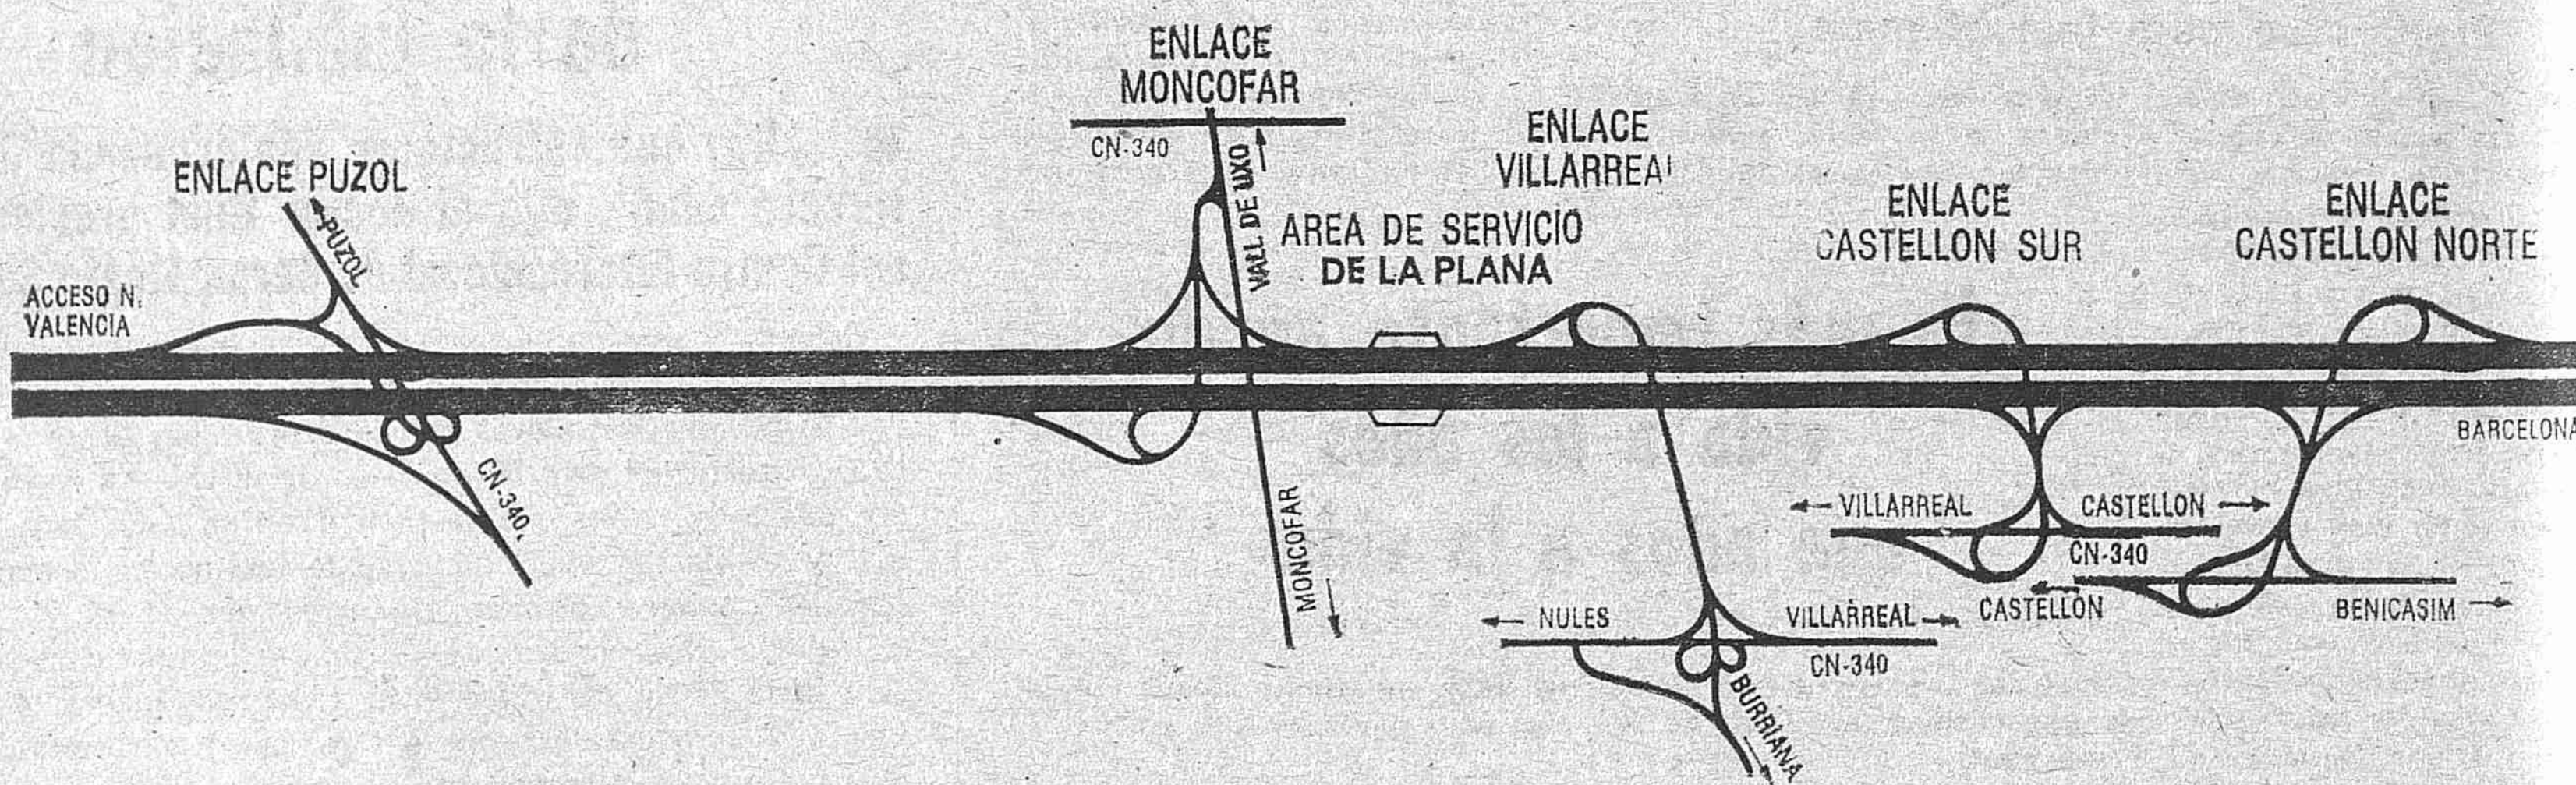 ENLACE
MONCOFAR
CN-340
VALL DE UXO
ENLACE PUZOL
PUZOL
ACCESO N.
VALENCIA
CN-340
MONCOFAR
AREA DE SERVICIO
DE LA PLANA
ENLACE
VILLARREAL
NULES
VILLARREAL
CN-340
BURRIANA
ENLACE
CASTELLON SUR
VILLARREAL
CASTELLON
CN-340
ENLACE
CASTELLON NORTE
BARCELONA
CASTELLON
BENICASIM